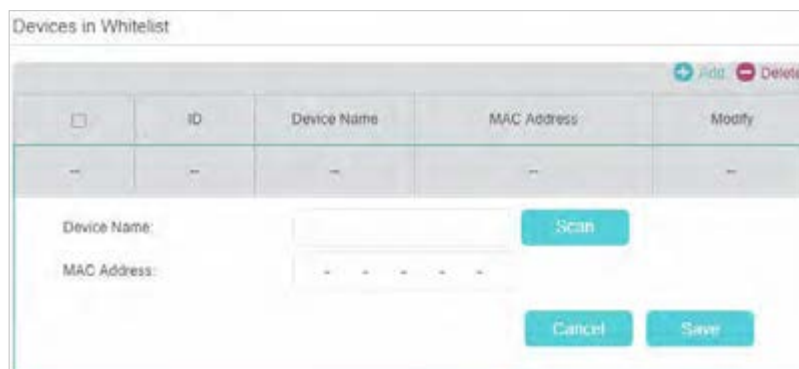 Devices in Whitelist
Add Delete
ID Device Name MAC Address Modify
-- -- -- -- --
Device Name: Scan
MAC Address: - - - - -
Cancel Save